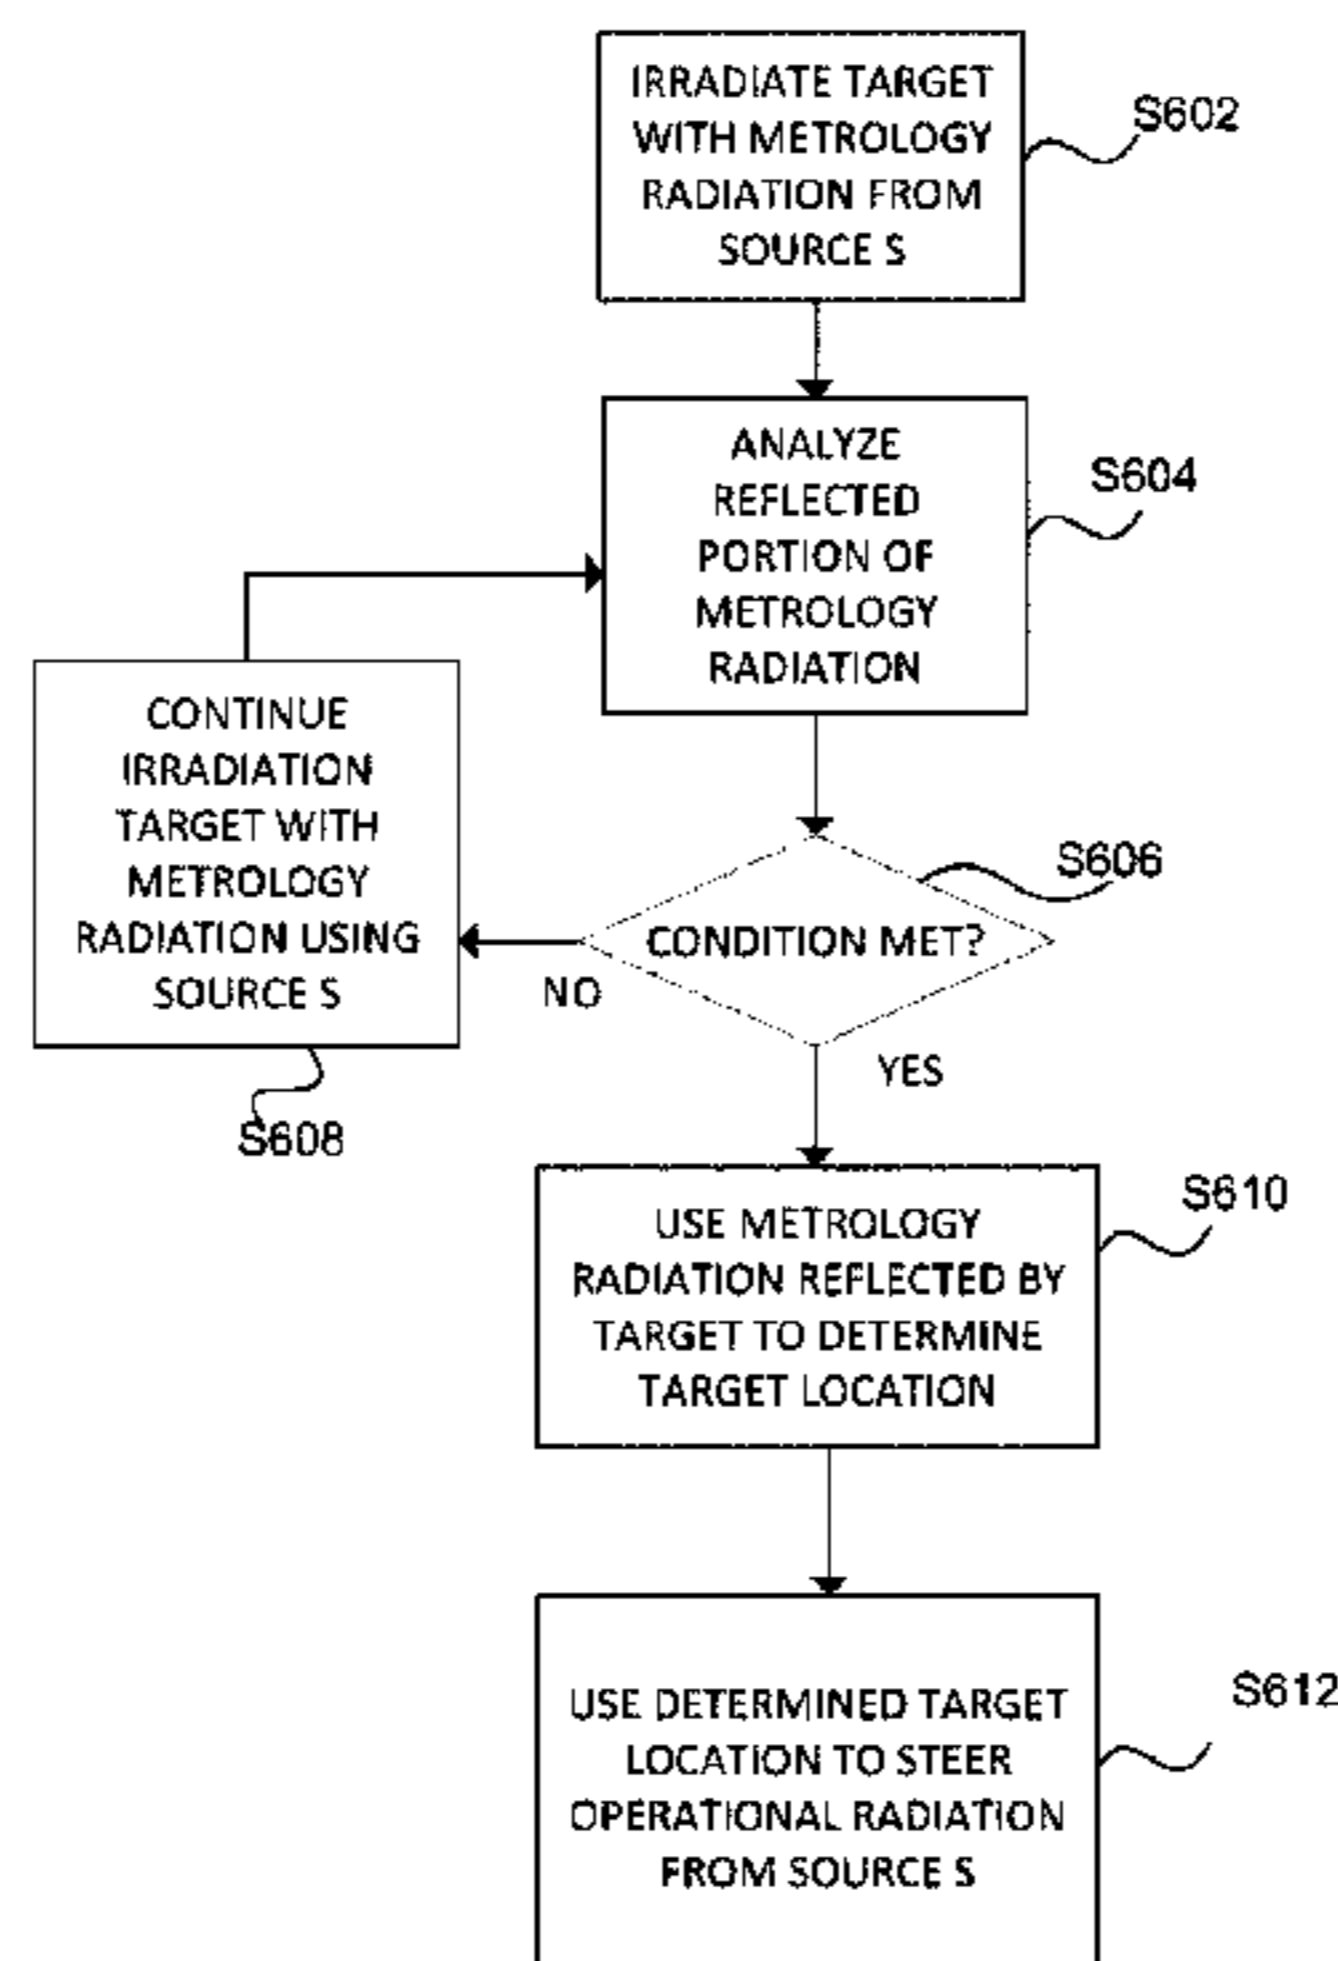 IRRADIATE TARGET
WITH METROLOGY
RADIATION FROM
SOURCE S
S602
ANALYZE
REFLECTED
PORTION OF
METROLOGY
RADIATION
S604
CONTINUE
IRRADIATION
TARGET WITH
METROLOGY
RADIATION USING
SOURCE S
S608
CONDITION MET?
S606
NO
YES
USE METROLOGY
RADIATION REFLECTED BY
TARGET TO DETERMINE
TARGET LOCATION
S610
USE DETERMINED TARGET
LOCATION TO STEER
OPERATIONAL RADIATION
FROM SOURCE S
S612